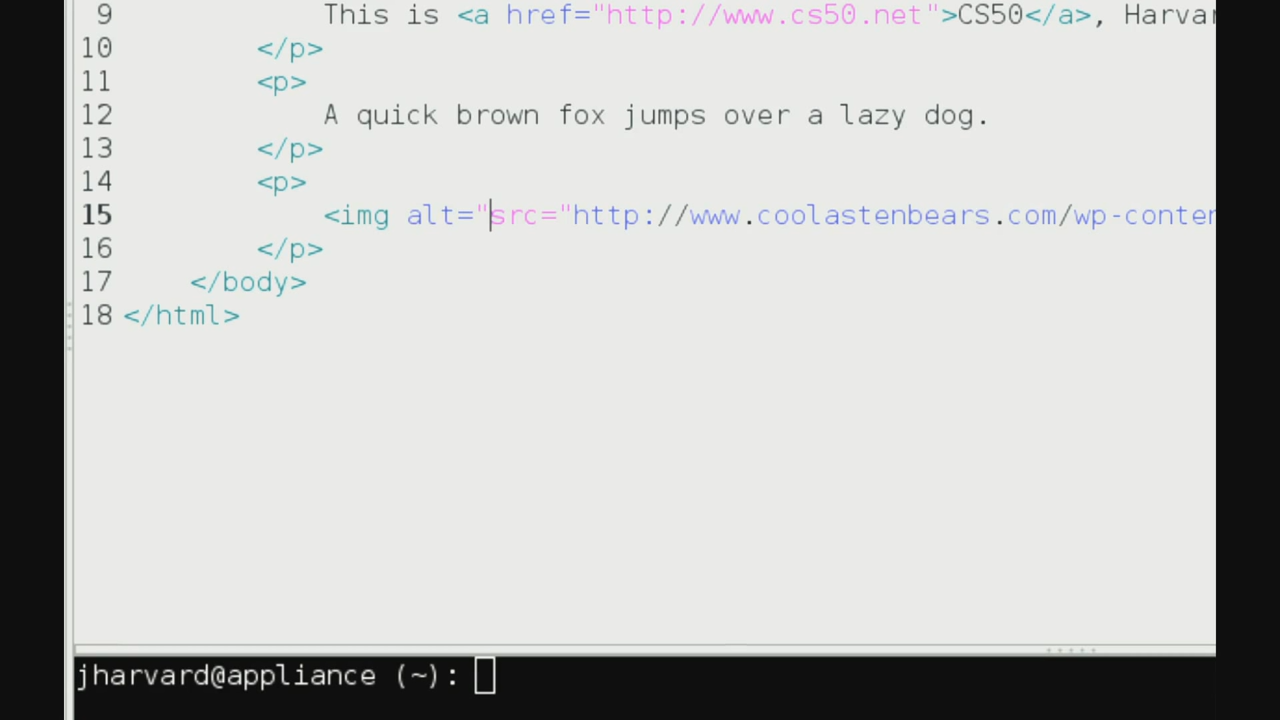 9 This is <a href="http://www.cs50.net">CS50</a>, Harvar
10 </p>
11 <p>
12 A quick brown fox jumps over a lazy dog.
13 </p>
14 <p>
15 <img alt="src="http://www.coolastenbears.com/wp-conten
16 </p>
17 </body>
18 </html>
jharvard@appliance (~):